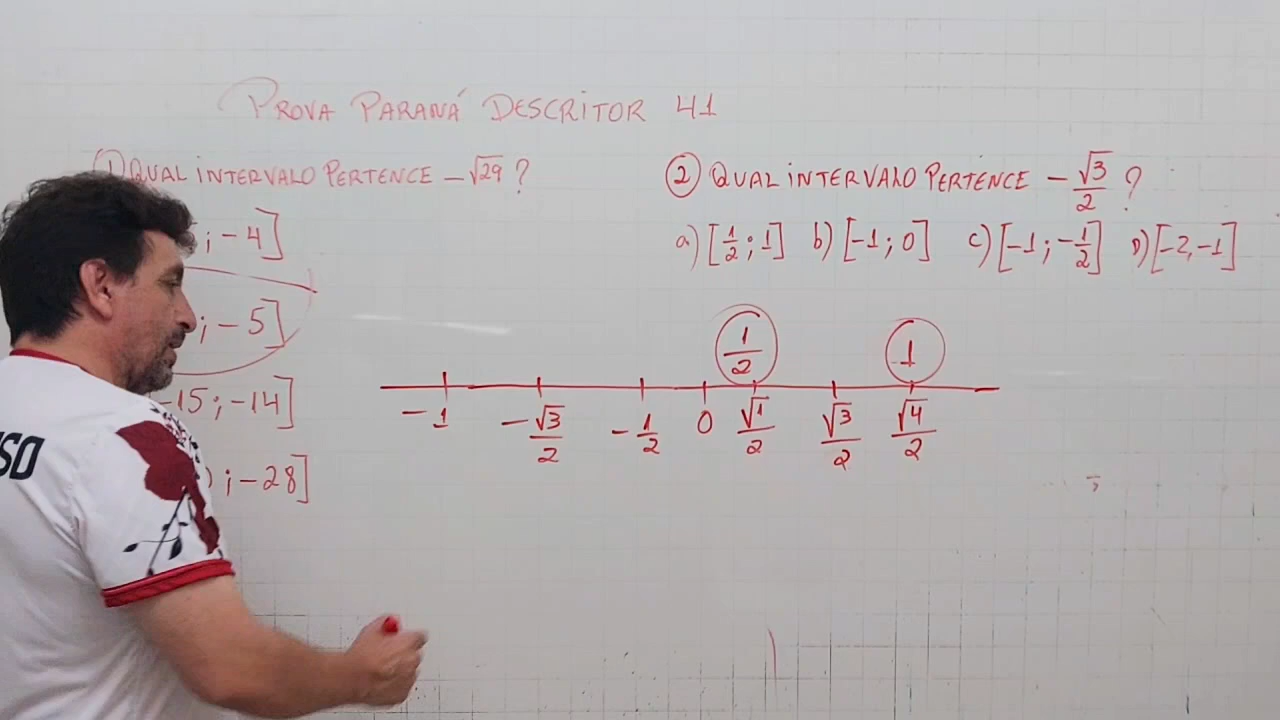 PROVA PARANÁ DESCRITOR 41
1) QUAL INTERVALO PERTENCE -√29 ?
; -4]
; -5]
-15 ; -14]
; -28]
2 QUAL INTERVALO PERTENCE -√3/2 ?
a) [1/2 ; 1] b) [-1 ; 0] c) [-1 ; -1/2] D) [-2, -1]
1/2 1
-1 -√3/2 -1/2 0 √1/2 √3/2 √4/2